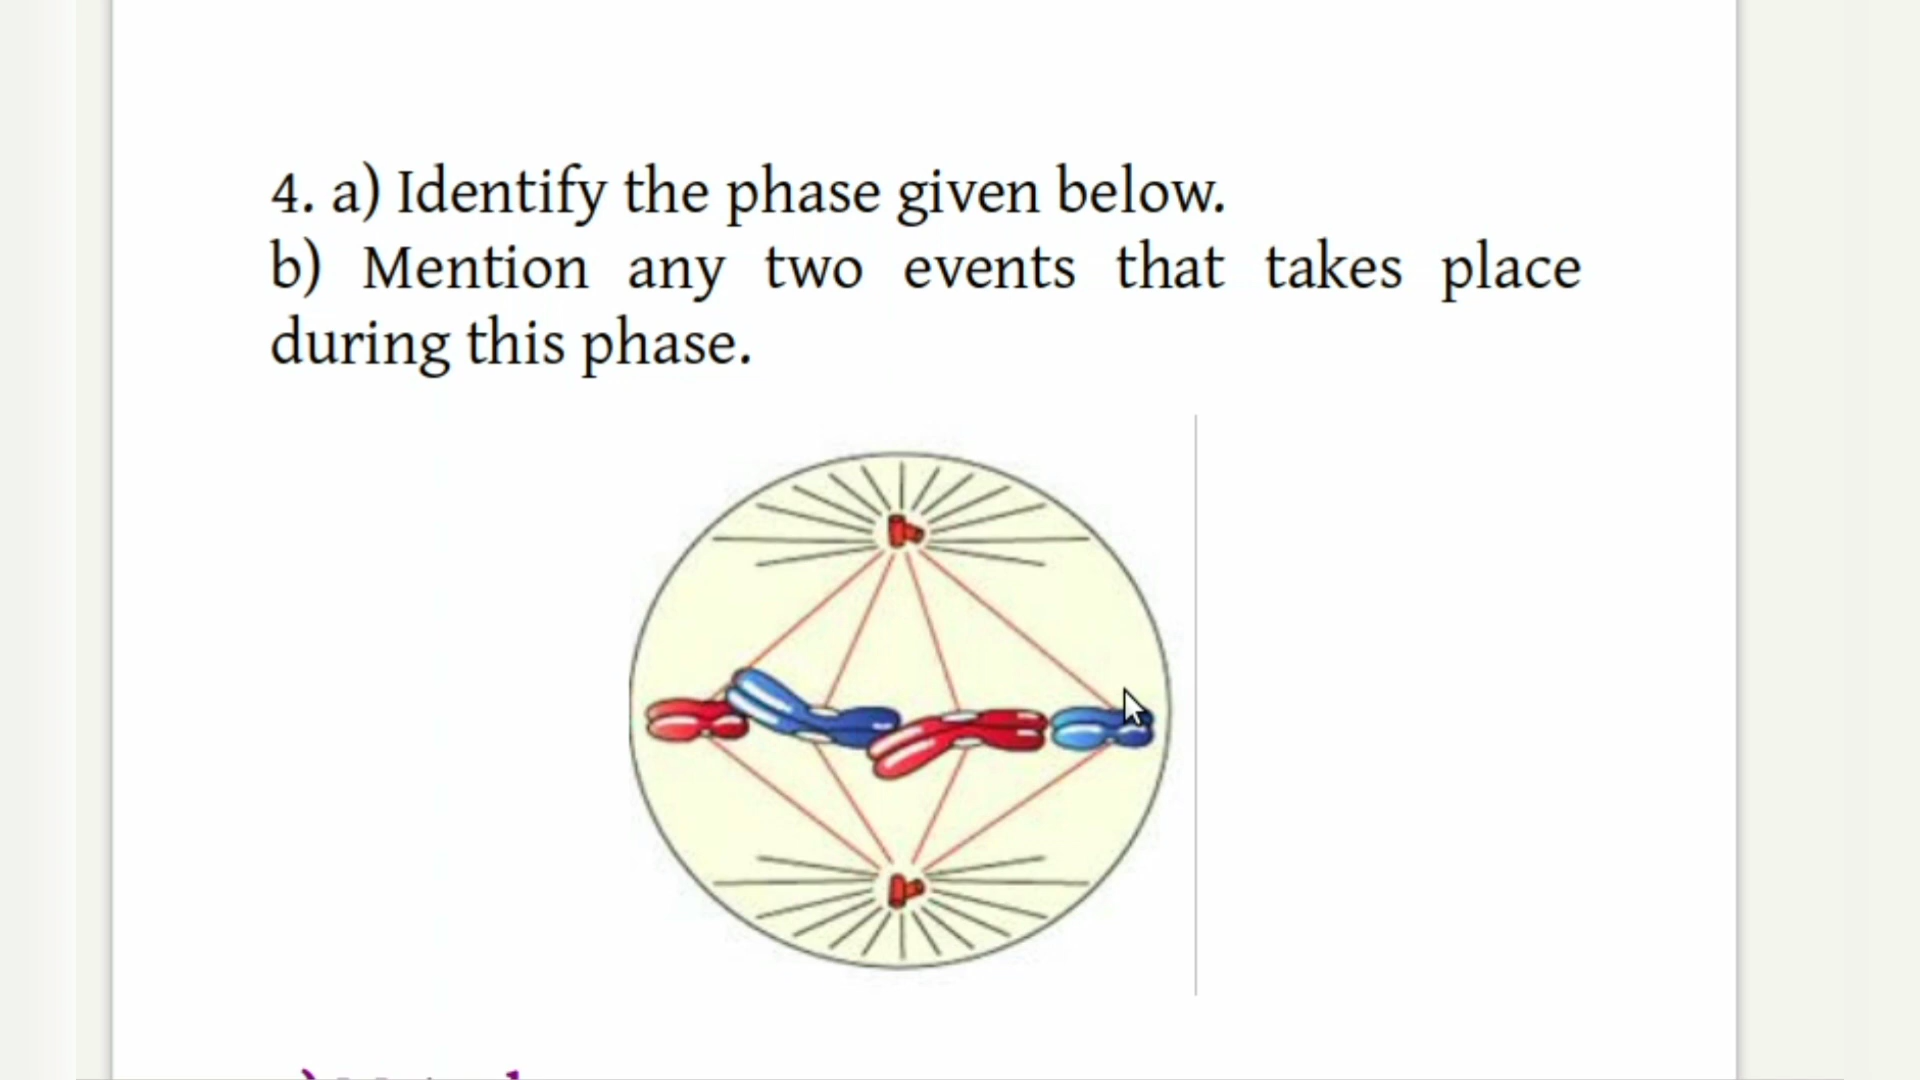 4. a) Identify the phase given below.
b) Mention any two events that takes place
during this phase.